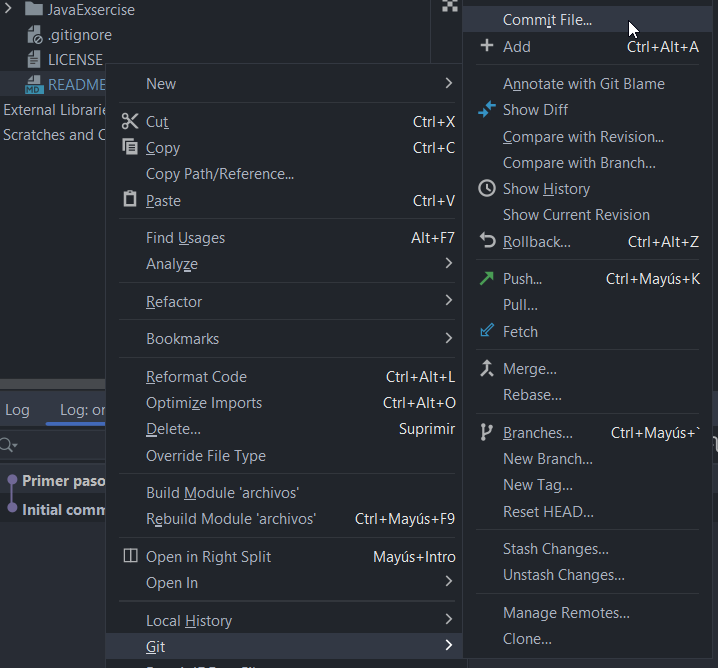 JavaExsercise
.gitignore
LICENSE
MD README
External Librarie
Scratches and C
Log Log: or
Primer paso
Initial comm
New
Cut Ctrl+X
Copy Ctrl+C
Copy Path/Reference...
Paste Ctrl+V
Find Usages Alt+F7
Analyze
Refactor
Bookmarks
Reformat Code Ctrl+Alt+L
Optimize Imports Ctrl+Alt+O
Delete... Suprimir
Override File Type
Build Module 'archivos'
Rebuild Module 'archivos' Ctrl+Mayús+F9
Open in Right Split Mayús+Intro
Open In
Local History
Git
Commit File...
Add Ctrl+Alt+A
Annotate with Git Blame
Show Diff
Compare with Revision...
Compare with Branch...
Show History
Show Current Revision
Rollback... Ctrl+Alt+Z
Push... Ctrl+Mayús+K
Pull...
Fetch
Merge...
Rebase...
Branches... Ctrl+Mayús+`
New Branch...
New Tag...
Reset HEAD...
Stash Changes...
Unstash Changes...
Manage Remotes...
Clone...